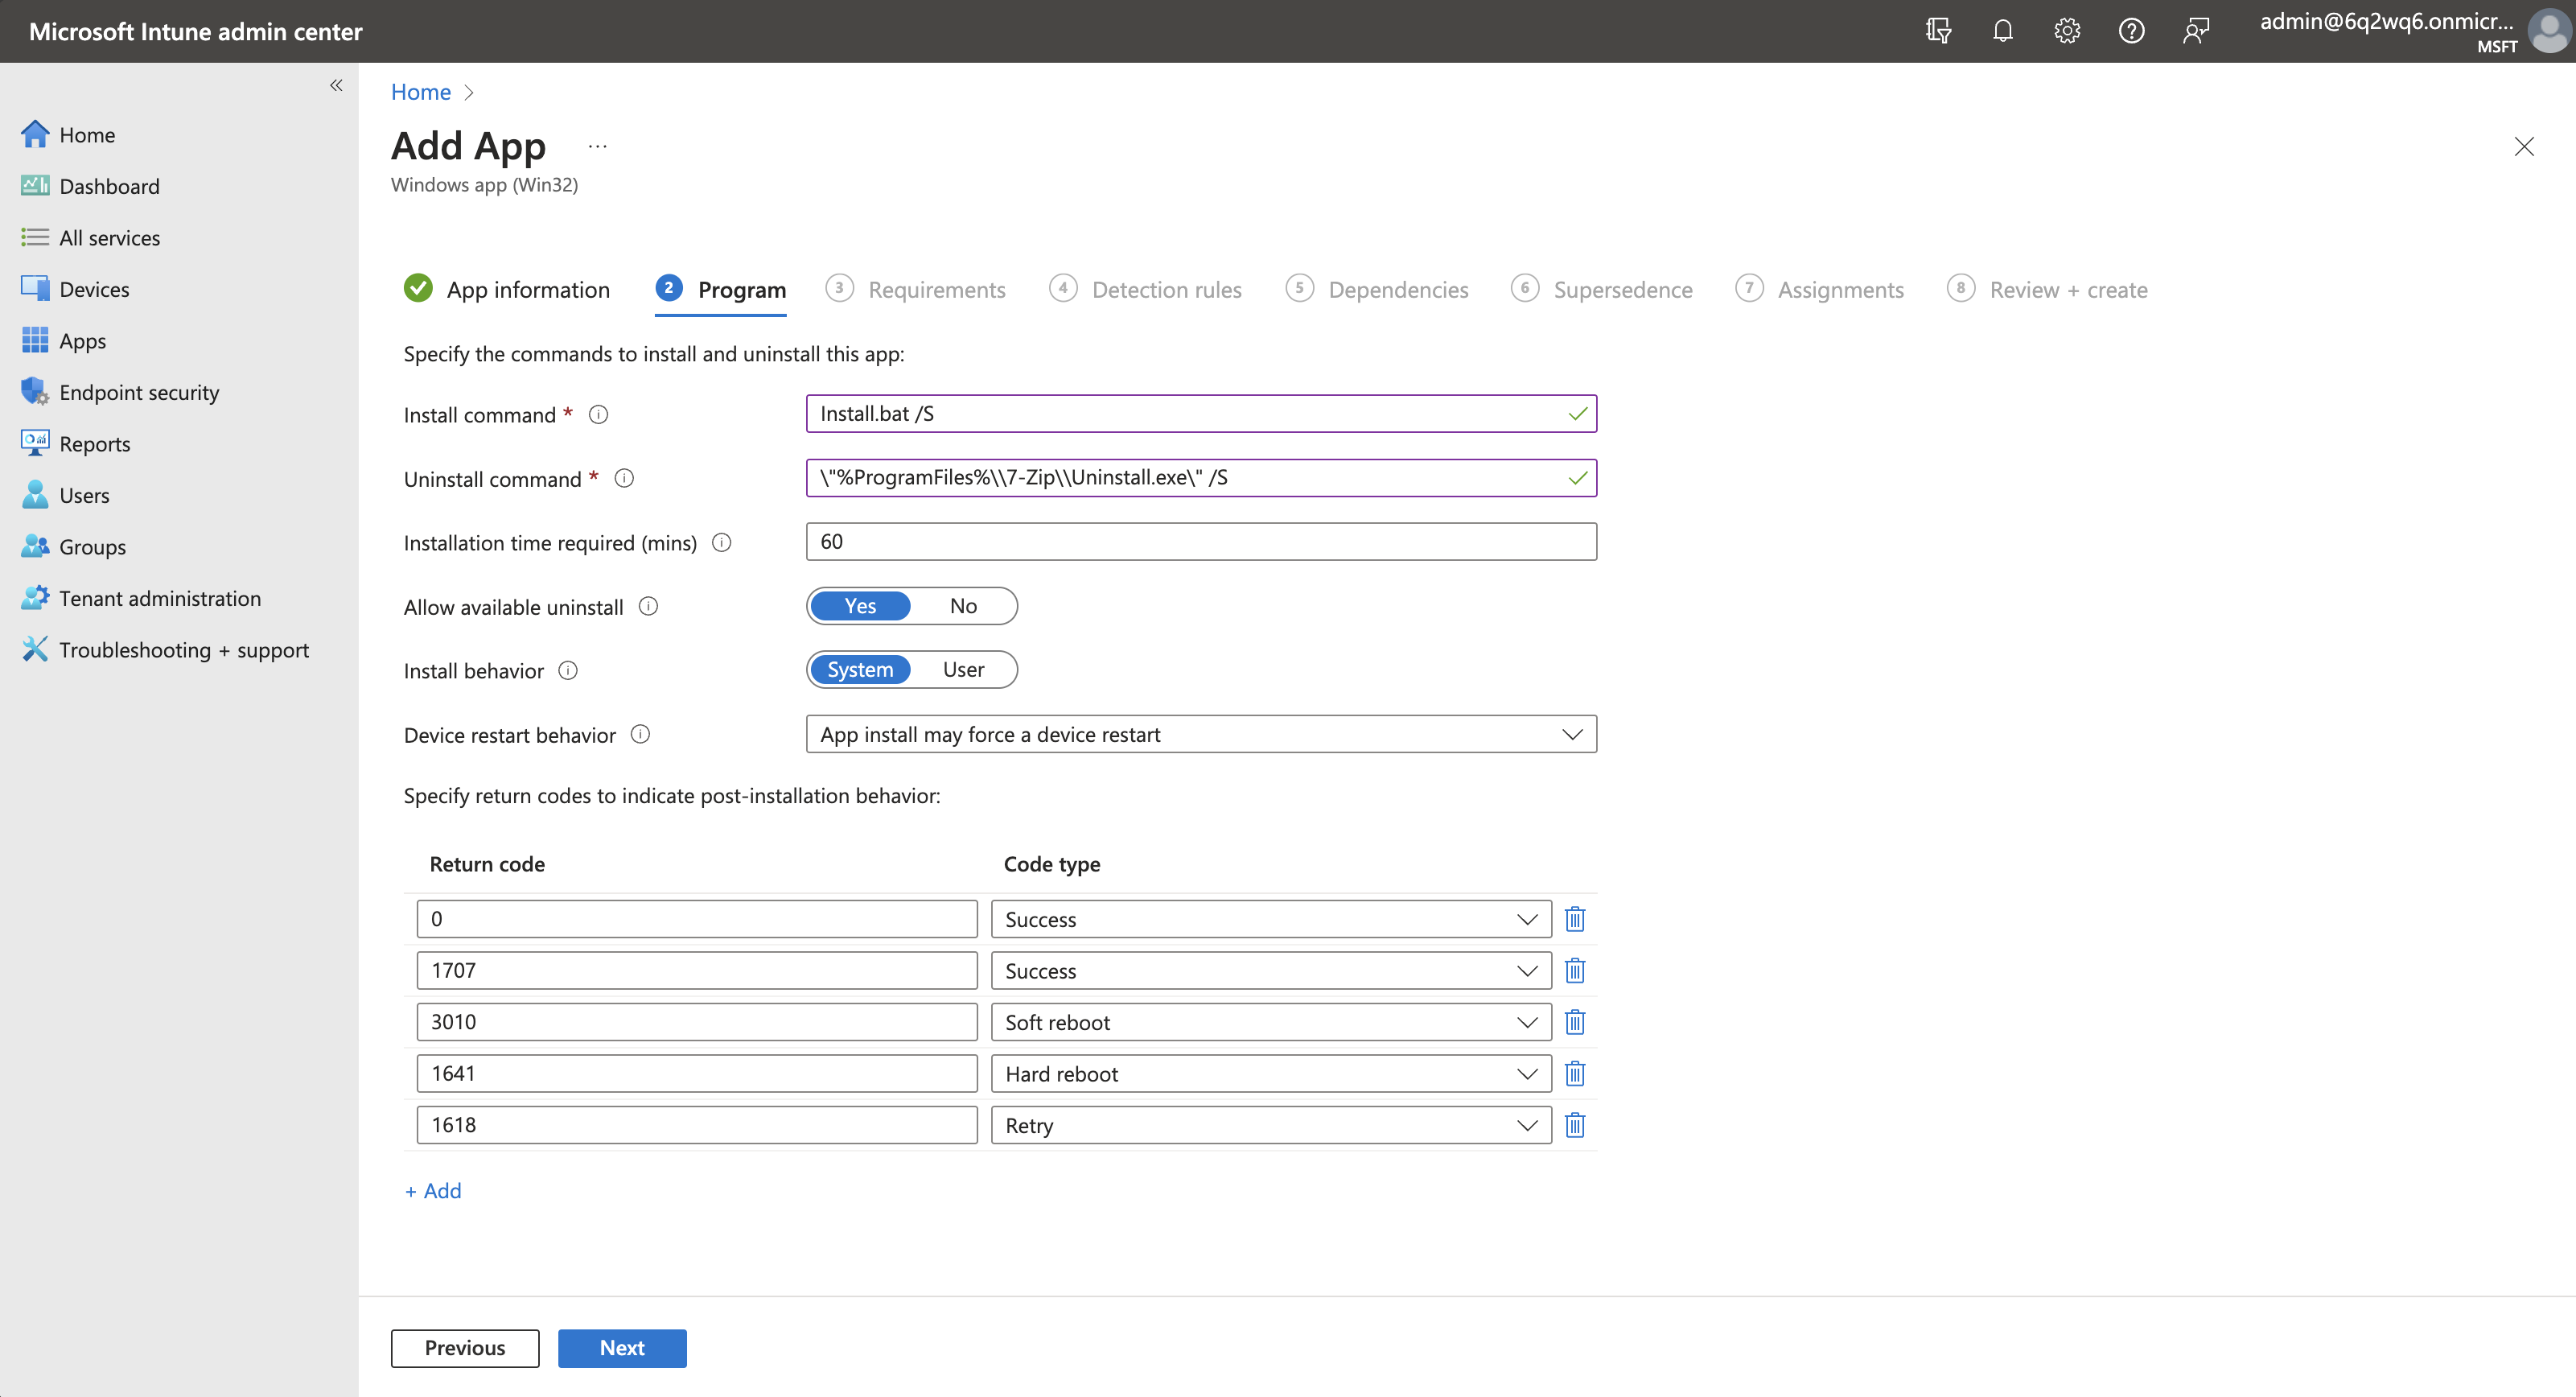 Microsoft Intune admin center
admin@6q2wq6.onmicr...
MSFT
Home
Dashboard
All services
Devices
Apps
Endpoint security
Reports
Users
Groups
Tenant administration
Troubleshooting + support
Home
Add App ...
Windows app (Win32)
App information 2 Program 3 Requirements 4 Detection rules 5 Dependencies 6 Supersedence 7 Assignments 8 Review + create
Specify the commands to install and uninstall this app:
Install command * Install.bat /S
Uninstall command * \"%ProgramFiles%\\7-Zip\\Uninstall.exe\" /S
Installation time required (mins) 60
Allow available uninstall Yes No
Install behavior System User
Device restart behavior App install may force a device restart
Specify return codes to indicate post-installation behavior:
Return code Code type
0 Success
1707 Success
3010 Soft reboot
1641 Hard reboot
1618 Retry
+ Add
Previous Next